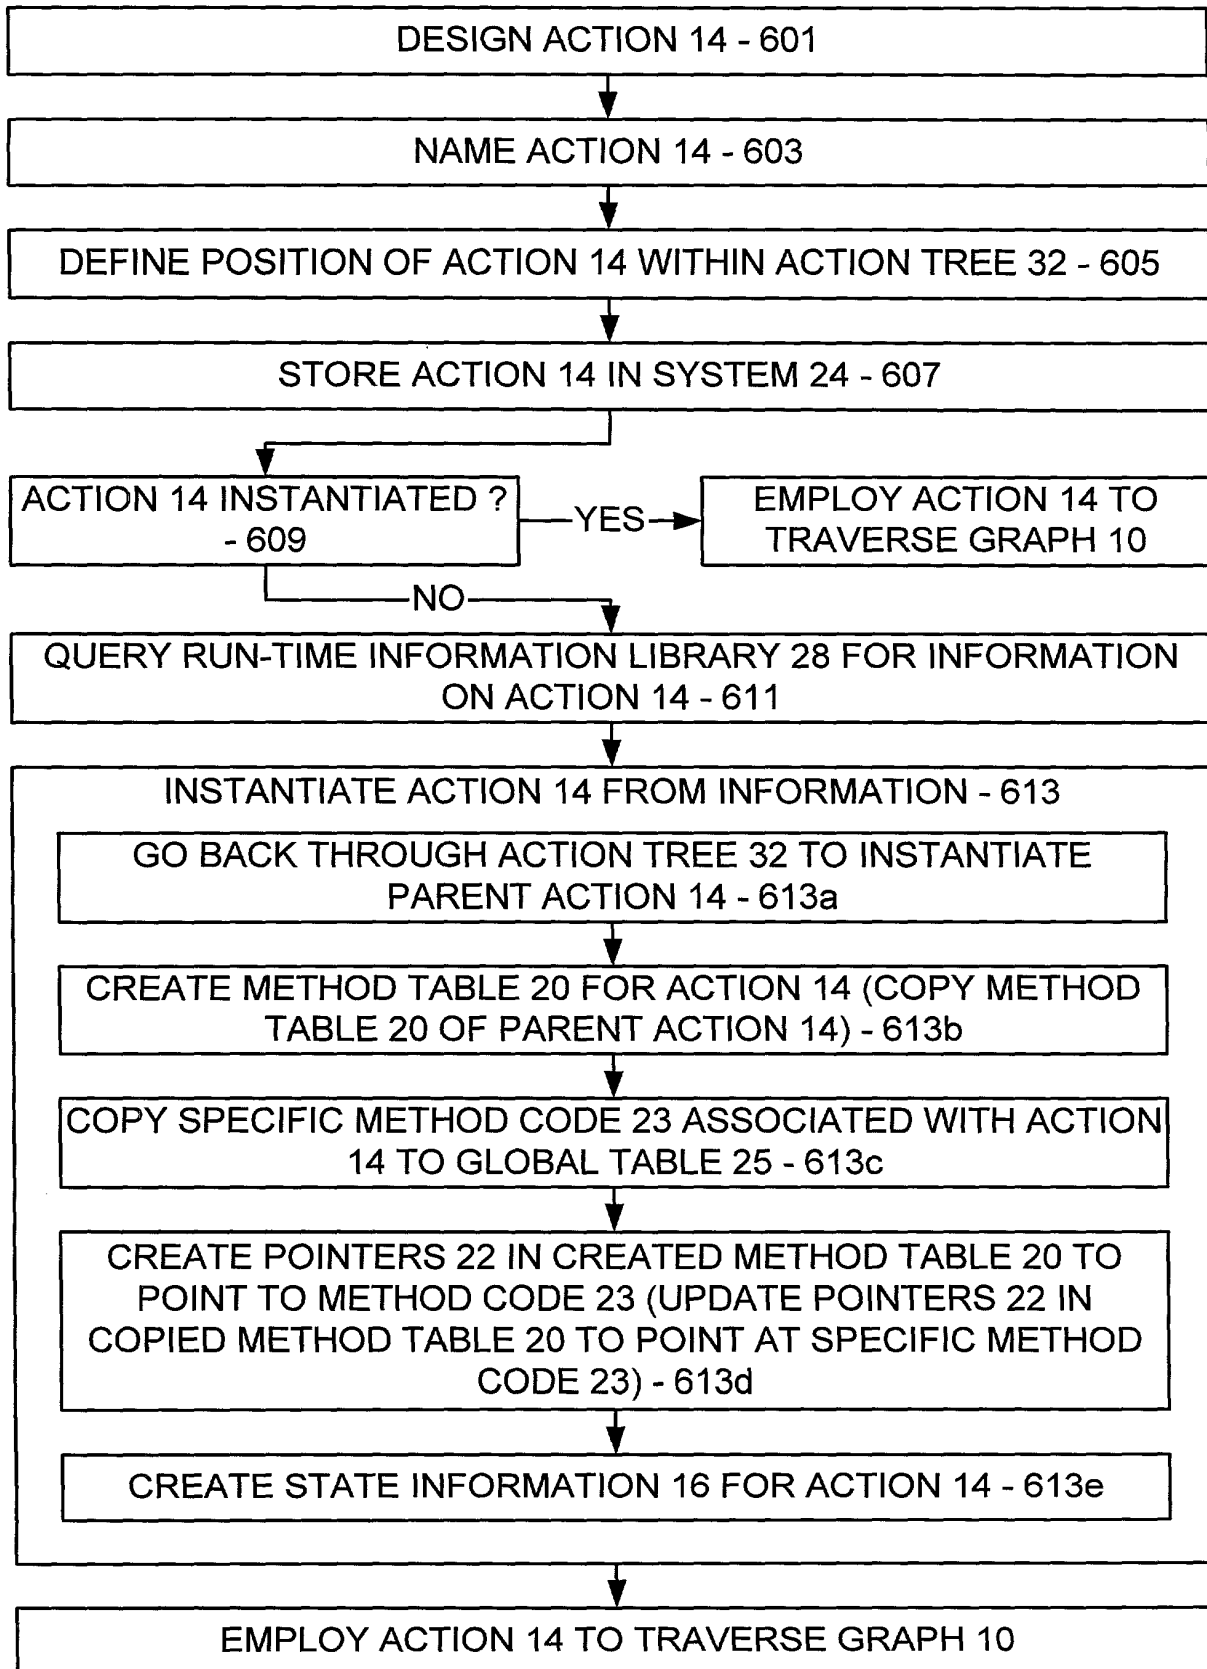 DESIGN ACTION 14 - 601
NAME ACTION 14 - 603
DEFINE POSITION OF ACTION 14 WITHIN ACTION TREE 32 - 605
STORE ACTION 14 IN SYSTEM 24 - 607
ACTION 14 INSTANTIATED ?
- 609
YES
EMPLOY ACTION 14 TO
TRAVERSE GRAPH 10
NO
QUERY RUN-TIME INFORMATION LIBRARY 28 FOR INFORMATION
ON ACTION 14 - 611
INSTANTIATE ACTION 14 FROM INFORMATION - 613
GO BACK THROUGH ACTION TREE 32 TO INSTANTIATE
PARENT ACTION 14 - 613a
CREATE METHOD TABLE 20 FOR ACTION 14 (COPY METHOD
TABLE 20 OF PARENT ACTION 14) - 613b
COPY SPECIFIC METHOD CODE 23 ASSOCIATED WITH ACTION
14 TO GLOBAL TABLE 25 - 613c
CREATE POINTERS 22 IN CREATED METHOD TABLE 20 TO
POINT TO METHOD CODE 23 (UPDATE POINTERS 22 IN
COPIED METHOD TABLE 20 TO POINT AT SPECIFIC METHOD
CODE 23) - 613d
CREATE STATE INFORMATION 16 FOR ACTION 14 - 613e
EMPLOY ACTION 14 TO TRAVERSE GRAPH 10